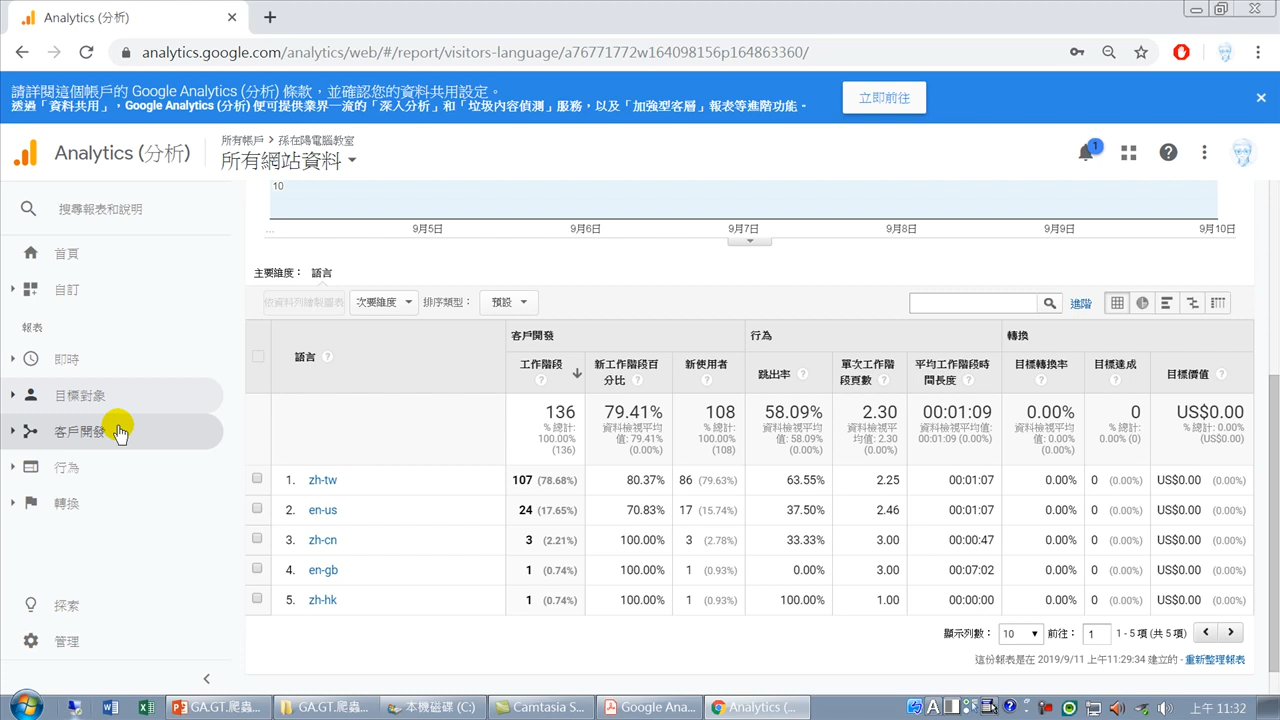 Analytics (分析)
analytics.google.com/analytics/web/#/report/visitors-language/a76771772w164098156p164863360/
請詳閱這個帳戶的 Google Analytics (分析) 條款，並確認您的資料共用設定。
透過「資料共用」，Google Analytics (分析) 便可提供業界一流的「深入分析」和「垃圾內容偵測」服務，以及「加強型客層」報表等進階功能。
立即前往
Analytics (分析)
所有帳戶 > 孫在陽電腦教室
所有網站資料
1
搜尋報表和說明
首頁
自訂
報表
即時
目標對象
客戶開發
行為
轉換
探索
管理
10
... 9月5日 9月6日 9月7日 9月8日 9月9日 9月10日
主要維度： 語言
依資料列繪製圖表 次要維度 排序類型： 預設 進階
語言 客戶開發 行為 轉換
工作階段 新工作階段百分比 新使用者 跳出率 單次工作階段頁數 平均工作階段時間長度 目標轉換率 目標達成 目標價值
136 79.41% 108 58.09% 2.30 00:01:09 0.00% 0 US$0.00
% 總計: 100.00% (136) 資料檢視平均值: 79.41% (0.00%) % 總計: 100.00% (108) 資料檢視平均值: 58.09% (0.00%) 資料檢視平均值: 2.30 (0.00%) 資料檢視平均值: 00:01:09 (0.00%) 資料檢視平均值: 0.00% (0.00%) % 總計: 0.00% (0) % 總計: 0.00% (US$0.00)
1. zh-tw 107 (78.68%) 80.37% 86 (79.63%) 63.55% 2.25 00:01:07 0.00% 0 (0.00%) US$0.00 (0.00%)
2. en-us 24 (17.65%) 70.83% 17 (15.74%) 37.50% 2.46 00:01:07 0.00% 0 (0.00%) US$0.00 (0.00%)
3. zh-cn 3 (2.21%) 100.00% 3 (2.78%) 33.33% 3.00 00:00:47 0.00% 0 (0.00%) US$0.00 (0.00%)
4. en-gb 1 (0.74%) 100.00% 1 (0.93%) 0.00% 3.00 00:07:02 0.00% 0 (0.00%) US$0.00 (0.00%)
5. zh-hk 1 (0.74%) 100.00% 1 (0.93%) 100.00% 1.00 00:00:00 0.00% 0 (0.00%) US$0.00 (0.00%)
顯示列數： 10 前往： 1 1 - 5 項 (共 5 項)
這份報表是在 2019/9/11 上午11:29:34 建立的 - 重新整理報表
GA.GT.爬蟲... GA.GT.爬蟲... 本機磁碟 (C:) Camtasia S... Google Ana... Analytics (... A 上午 11:32